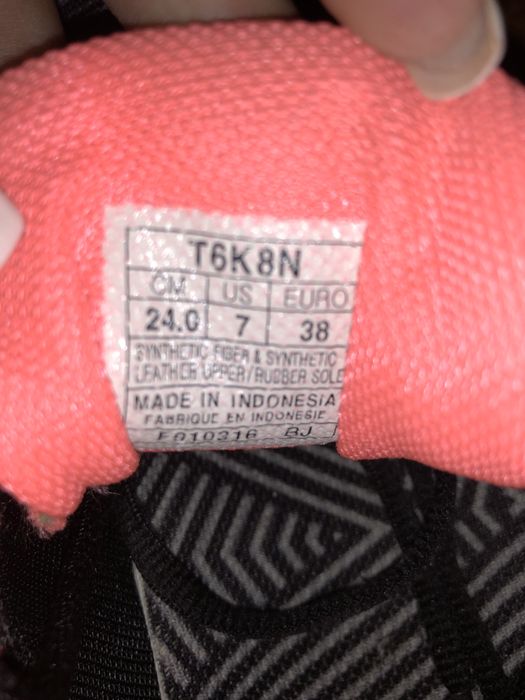 T6K8N
CM US EURO
24.0 7 38
SYNTHETIC FIBER & SYNTHETIC
LEATHER UPPER/RUBBER SOLE
MADE IN INDONESIA
FABRIQUE EN INDONESIE
F010316 BJ